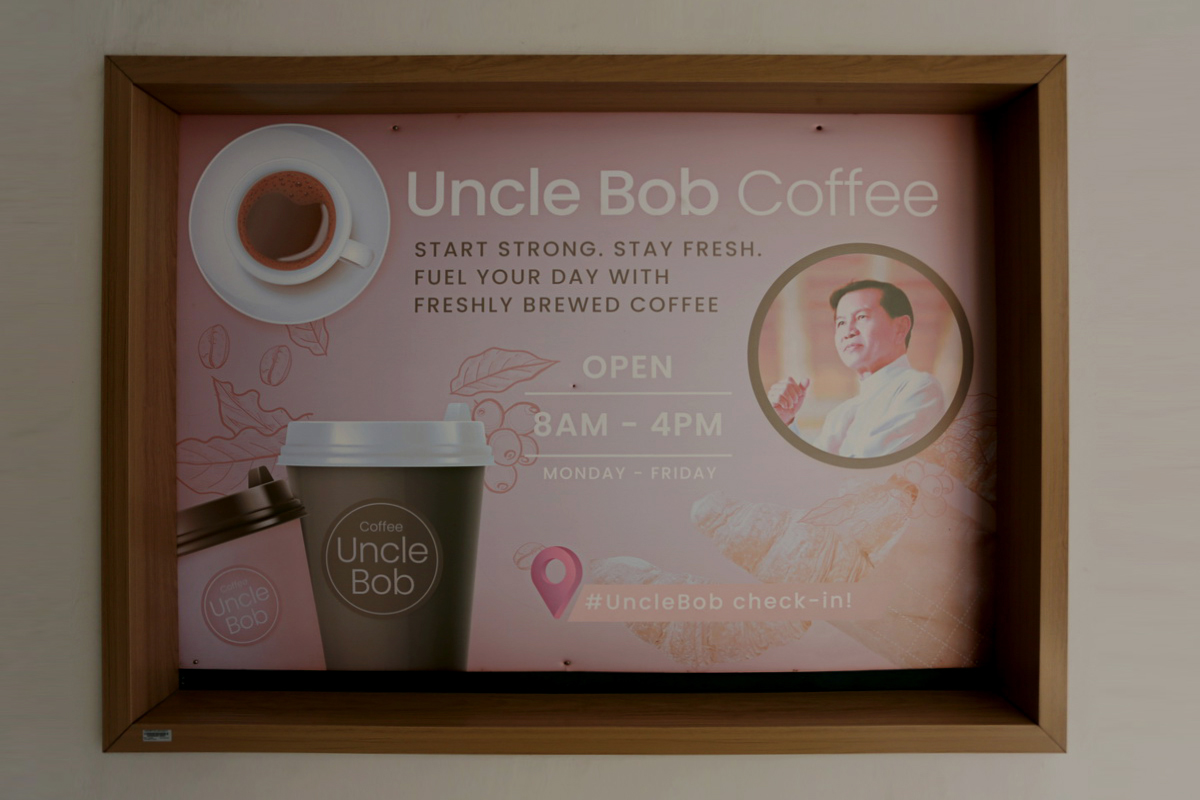 Uncle Bob Coffee
START STRONG. STAY FRESH.
FUEL YOUR DAY WITH
FRESHLY BREWED COFFEE
OPEN
8AM - 4PM
MONDAY - FRIDAY
Coffee
Uncle
Bob
Coffee
Uncle
Bob
#UncleBob check-in!